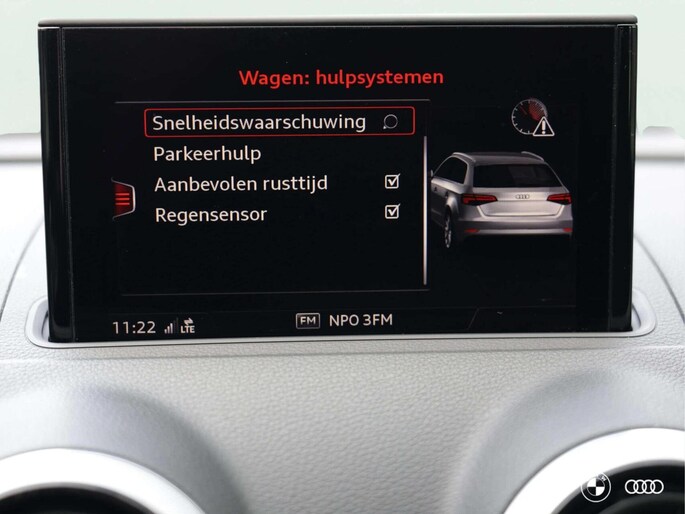 Wagen: hulpsystemen
Snelheidswaarschuwing
Parkeerhulp
Aanbevolen rusttijd
Regensensor
11:22 LTE FM NPO 3FM